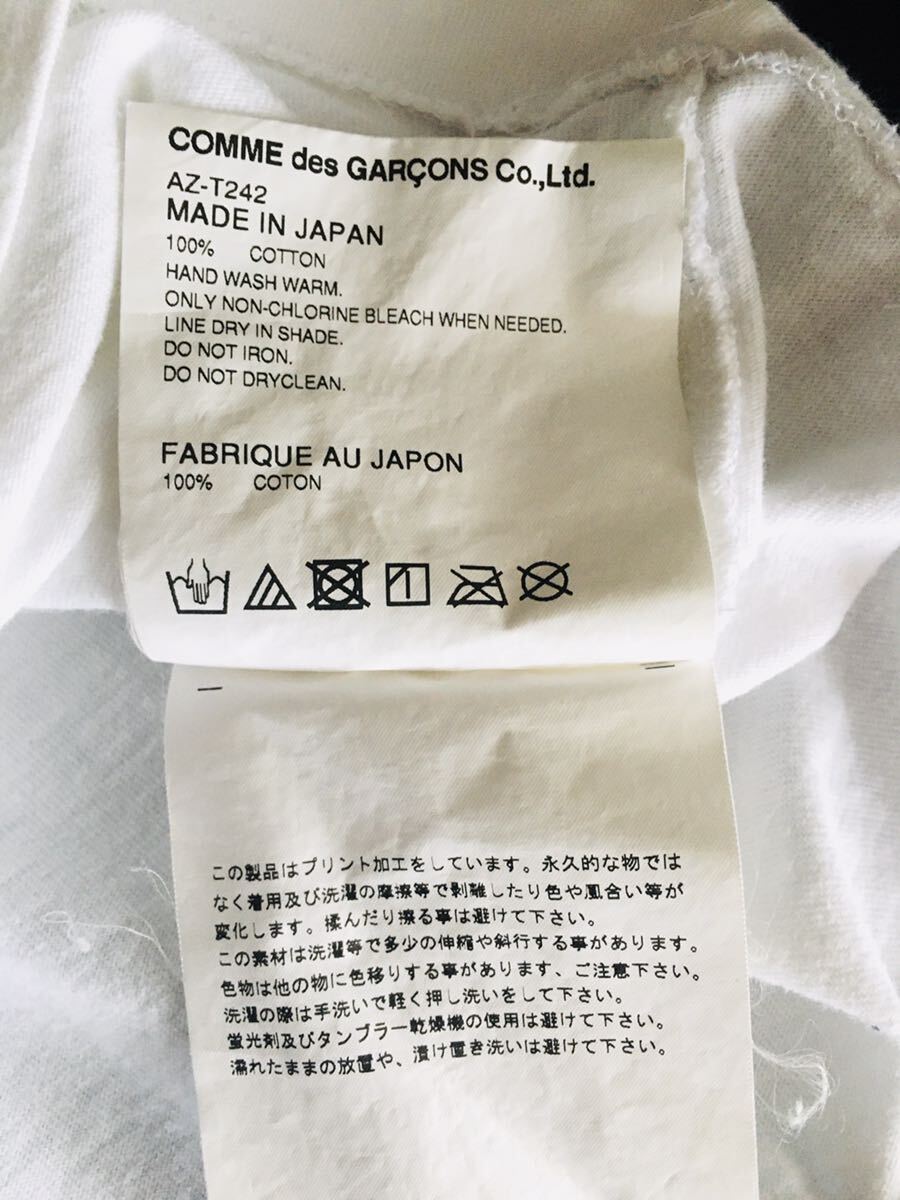 COMME des GARÇONS Co.,Ltd.
AZ-T242
MADE IN JAPAN
100% COTTON
HAND WASH WARM.
ONLY NON-CHLORINE BLEACH WHEN NEEDED.
LINE DRY IN SHADE.
DO NOT IRON.
DO NOT DRYCLEAN.
FABRIQUE AU JAPON
100% COTON
この製品はプリント加工をしています。永久的な物では
なく着用及び洗濯の摩擦等で剥離したり色や風合い等が
変化します。揉んだり擦る事は避けて下さい。
この素材は洗濯等で多少の伸縮や斜行する事があります。
色物は他の物に色移りする事があります、ご注意下さい。
洗濯の際は手洗いで軽く押し洗いをして下さい。
蛍光剤及びタンブラー乾燥機の使用は避けて下さい。
濡れたままの放置や、漬け置き洗いは避けて下さい。